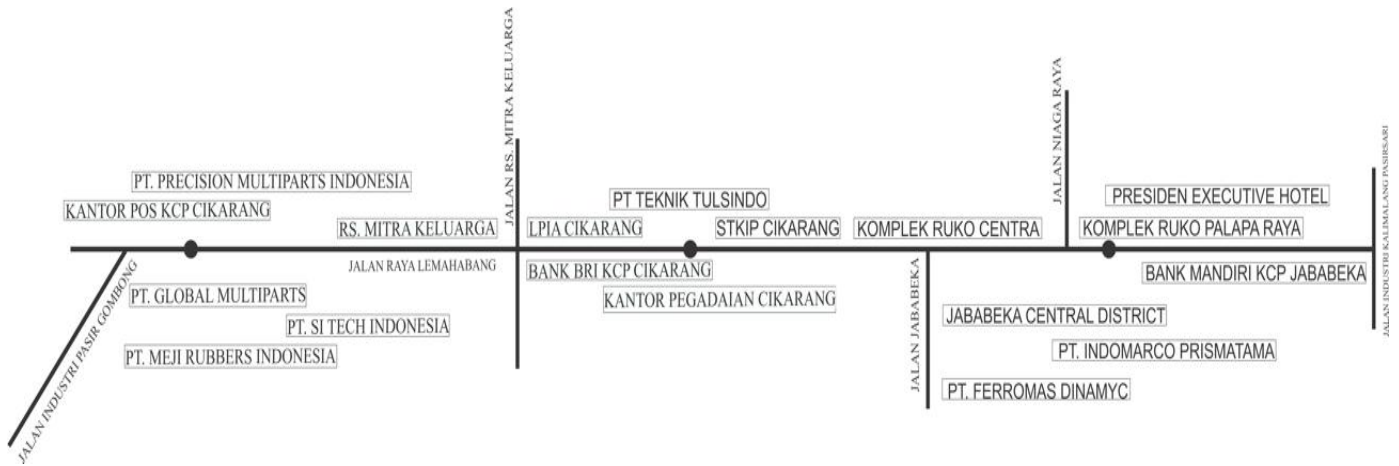 JALAN RS. MITRA KELUARGA
JALAN NIAGA RAYA
JALAN INDUSTRI KALIMALANG PASIRSARI
PT. PRECISION MULTIPARTS INDONESIA
KANTOR POS KCP CIKARANG
RS. MITRA KELUARGA
PT TEKNIK TULSINDO
LPIA CIKARANG
STKIP CIKARANG
KOMPLEK RUKO CENTRA
PRESIDEN EXECUTIVE HOTEL
KOMPLEK RUKO PALAPA RAYA
JALAN RAYA LEMAHABANG
BANK BRI KCP CIKARANG
KANTOR PEGADAIAN CIKARANG
BANK MANDIRI KCP JABABEKA
JALAN INDUSTRI PASIR GOMBONG
PT. GLOBAL MULTIPARTS
PT. SI TECH INDONESIA
PT. MEJI RUBBERS INDONESIA
JALAN JABABEKA
JABABEKA CENTRAL DISTRICT
PT. INDOMARCO PRISMATAMA
PT. FERROMAS DINAMYC